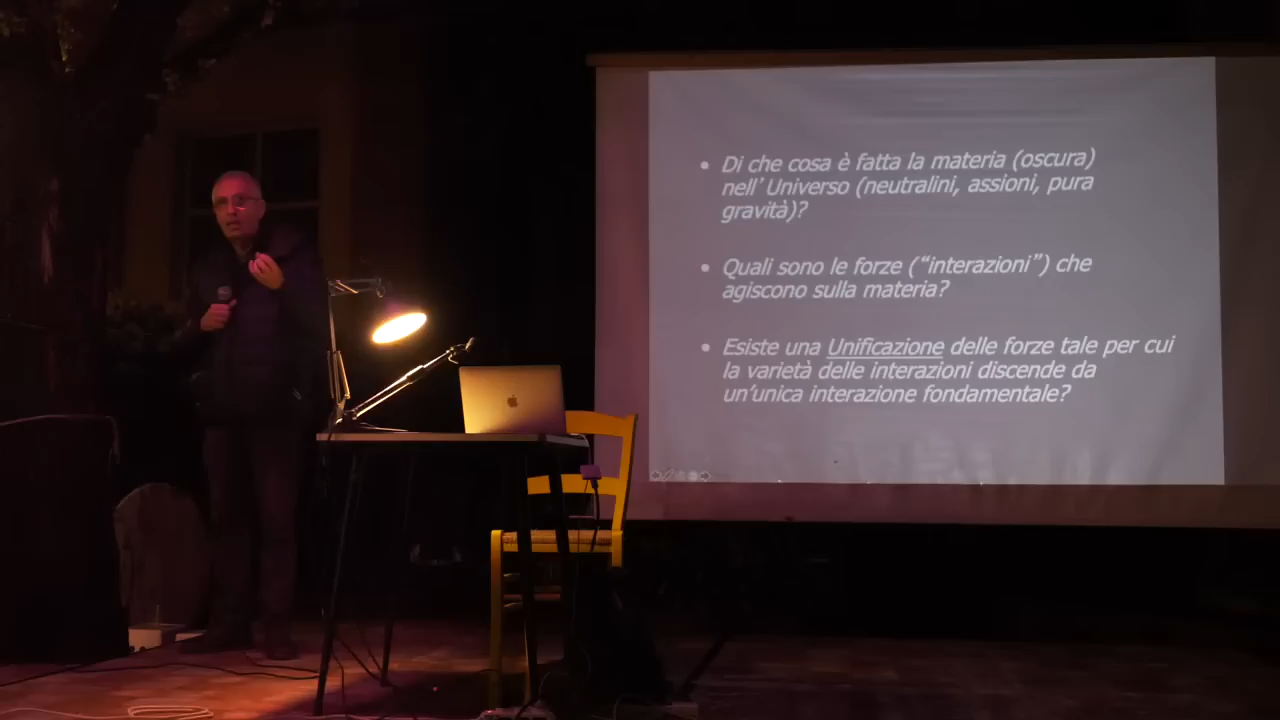 • Di che cosa è fatta la materia (oscura)
nell' Universo (neutralini, assioni, pura
gravità)?
• Quali sono le forze ("interazioni") che
agiscono sulla materia?
• Esiste una Unificazione delle forze tale per cui
la varietà delle interazioni discende da
un'unica interazione fondamentale?